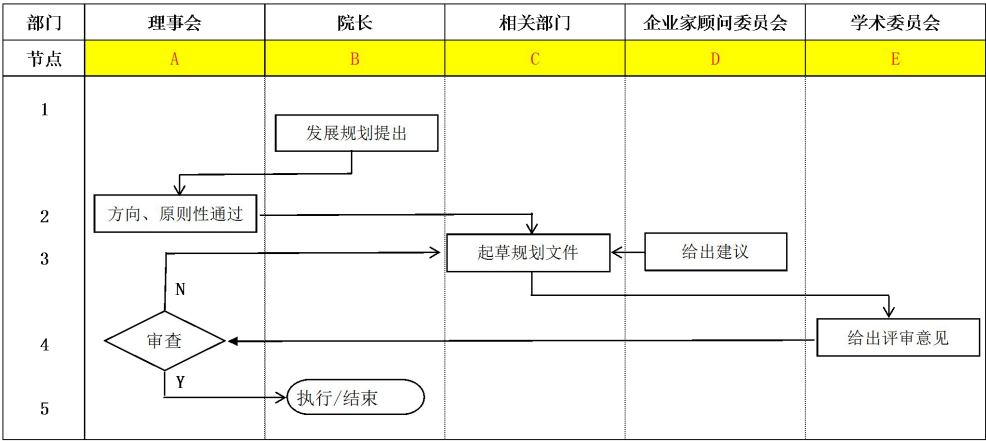 部门 理事会 院长 相关部门 企业家顾问委员会 学术委员会
节点 A B C D E
1
发展规划提出
2
方向、原则性通过
3
起草规划文件
给出建议
N
4
审查
给出评审意见
Y
5
执行/结束